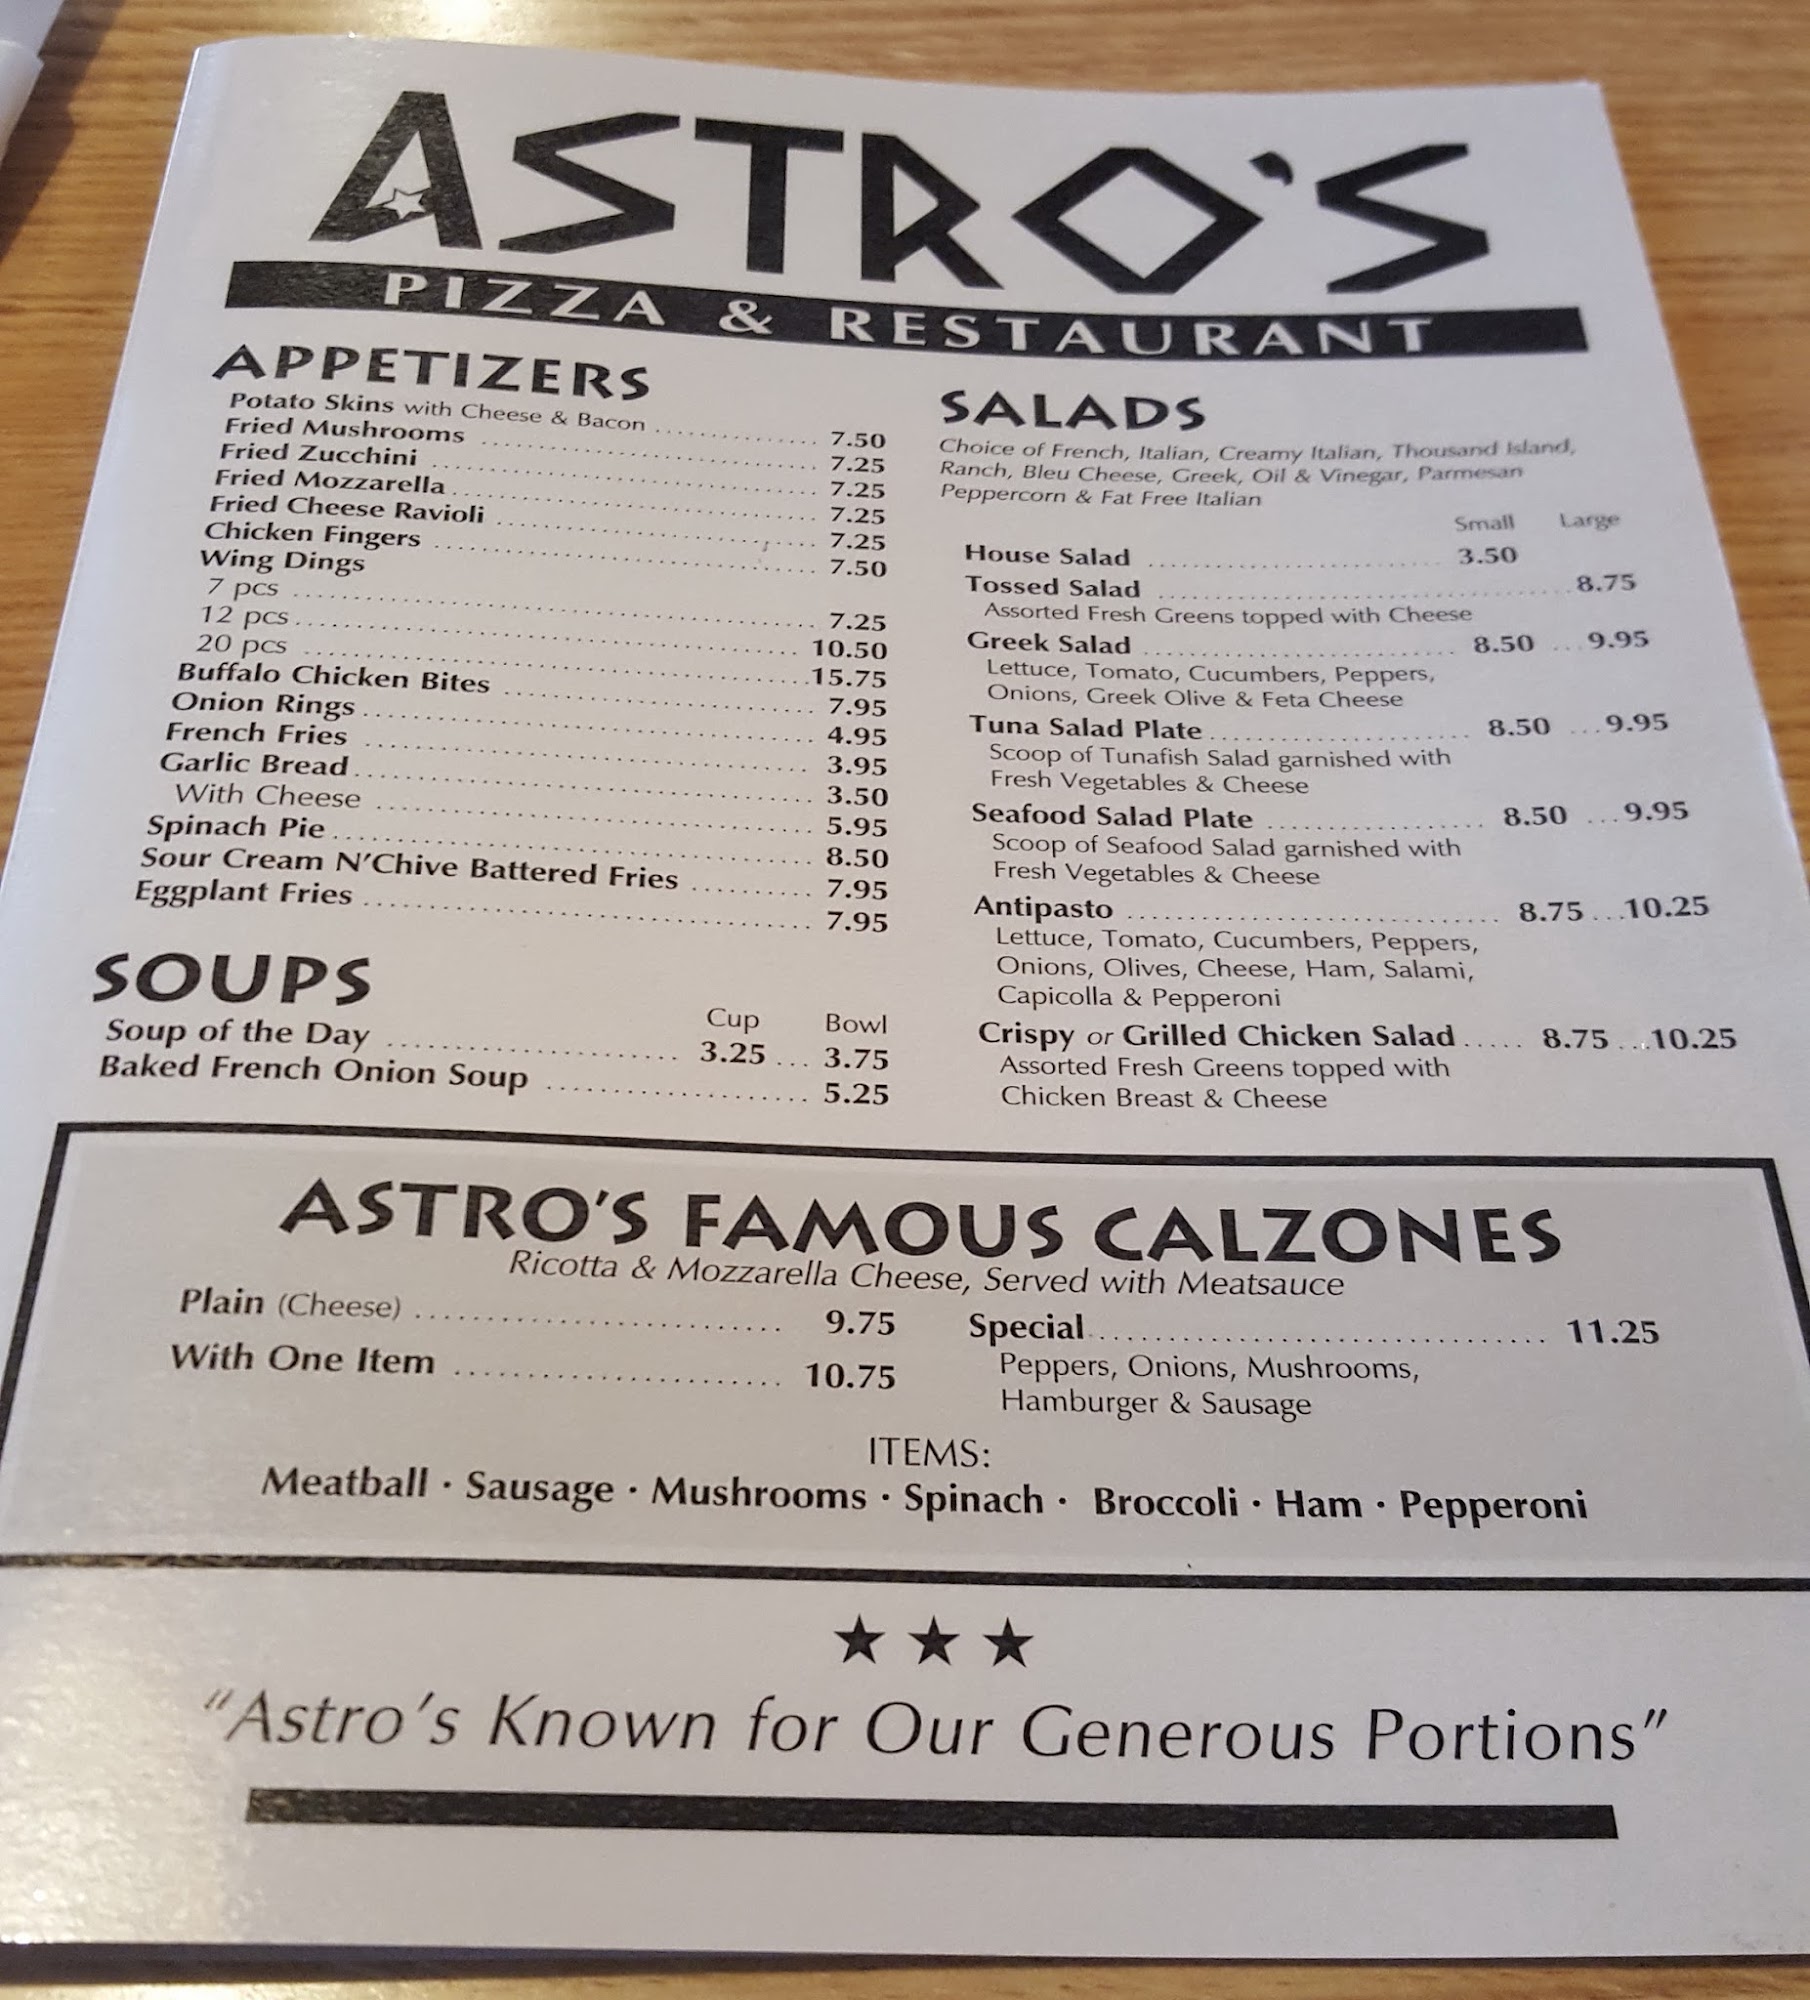 ASTRO'S
PIZZA & RESTAURANT
APPETIZERS
Potato Skins with Cheese & Bacon ........ 7.50
Fried Mushrooms ........ 7.25
Fried Zucchini ........ 7.25
Fried Mozzarella ........ 7.25
Fried Cheese Ravioli ........ 7.25
Chicken Fingers ........ 7.50
Wing Dings
7 pcs ........ 7.25
12 pcs ........ 10.50
20 pcs ........ 15.75
Buffalo Chicken Bites ........ 7.95
Onion Rings ........ 4.95
French Fries ........ 3.95
Garlic Bread ........ 3.50
With Cheese ........ 5.95
Spinach Pie ........ 8.50
Sour Cream N'Chive Battered Fries ........ 7.95
Eggplant Fries ........ 7.95
SOUPS
Cup Bowl
Soup of the Day ........ 3.25 ... 3.75
Baked French Onion Soup ........ 5.25
SALADS
Choice of French, Italian, Creamy Italian, Thousand Island,
Ranch, Bleu Cheese, Greek, Oil & Vinegar, Parmesan
Peppercorn & Fat Free Italian
Small Large
House Salad ........ 3.50
Tossed Salad ........ 8.75
Assorted Fresh Greens topped with Cheese
Greek Salad ........ 8.50 ... 9.95
Lettuce, Tomato, Cucumbers, Peppers,
Onions, Greek Olive & Feta Cheese
Tuna Salad Plate ........ 8.50 ... 9.95
Scoop of Tunafish Salad garnished with
Fresh Vegetables & Cheese
Seafood Salad Plate ........ 8.50 ... 9.95
Scoop of Seafood Salad garnished with
Fresh Vegetables & Cheese
Antipasto ........ 8.75 ... 10.25
Lettuce, Tomato, Cucumbers, Peppers,
Onions, Olives, Cheese, Ham, Salami,
Capicolla & Pepperoni
Crispy or Grilled Chicken Salad ..... 8.75 ... 10.25
Assorted Fresh Greens topped with
Chicken Breast & Cheese
ASTRO'S FAMOUS CALZONES
Ricotta & Mozzarella Cheese, Served with Meatsauce
Plain (Cheese) ........ 9.75
With One Item ........ 10.75
Special ........ 11.25
Peppers, Onions, Mushrooms,
Hamburger & Sausage
ITEMS:
Meatball · Sausage · Mushrooms · Spinach · Broccoli · Ham · Pepperoni
★ ★ ★
"Astro's Known for Our Generous Portions"